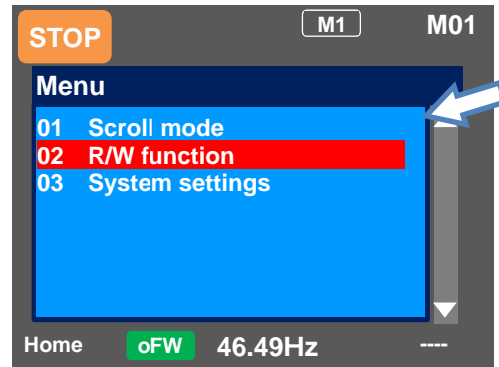 STOP M1 M01
Menu
01 Scroll mode
02 R/W function
03 System settings
Home oFW 46.49Hz ----